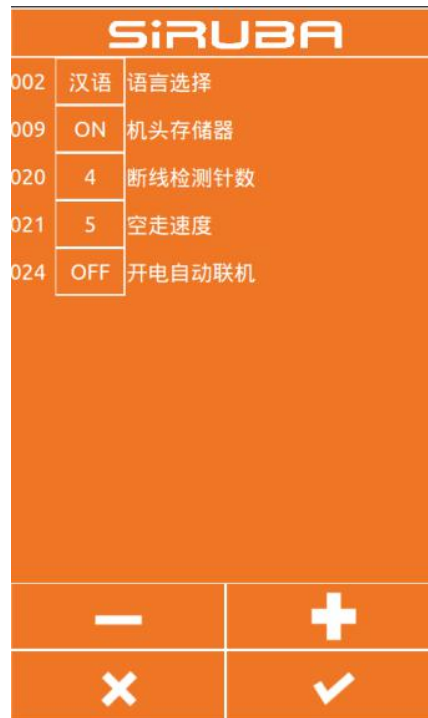 SiRUBA
002 汉语 语言选择
009 ON 机头存储器
020 4 断线检测针数
021 5 空走速度
024 OFF 开电自动联机